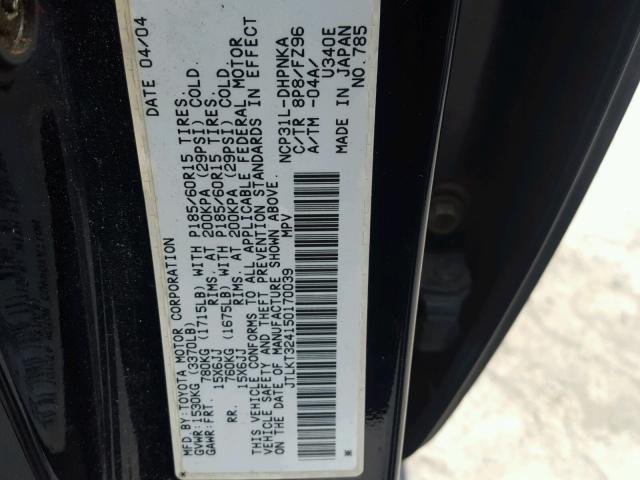 MFD.BY:TOYOTA MOTOR CORPORATION DATE 04/04
GVWR:1530KG(3370LB)
GAWR:FRT. 780KG (1715LB) WITH P185/60R15 TIRES.
15X6JJ RIMS. AT 200KPA (29PSI) COLD.
RR. 760KG (1675LB) WITH P185/60R15 TIRES.
15X6JJ RIMS. AT 200KPA (29PSI) COLD
THIS VEHICLE CONFORMS TO ALL APPLICABLE FEDERAL MOTOR
VEHICLE SAFETY AND THEFT PREVENTION STANDARDS IN EFFECT
ON THE DATE OF MANUFACTURE SHOWN ABOVE.
JTLKT324150170039 MPV
NCP31L-DHPNKA
C/TR 8P8/FZ96
A/TM -04A/ U340E
MADE IN JAPAN
NO.785